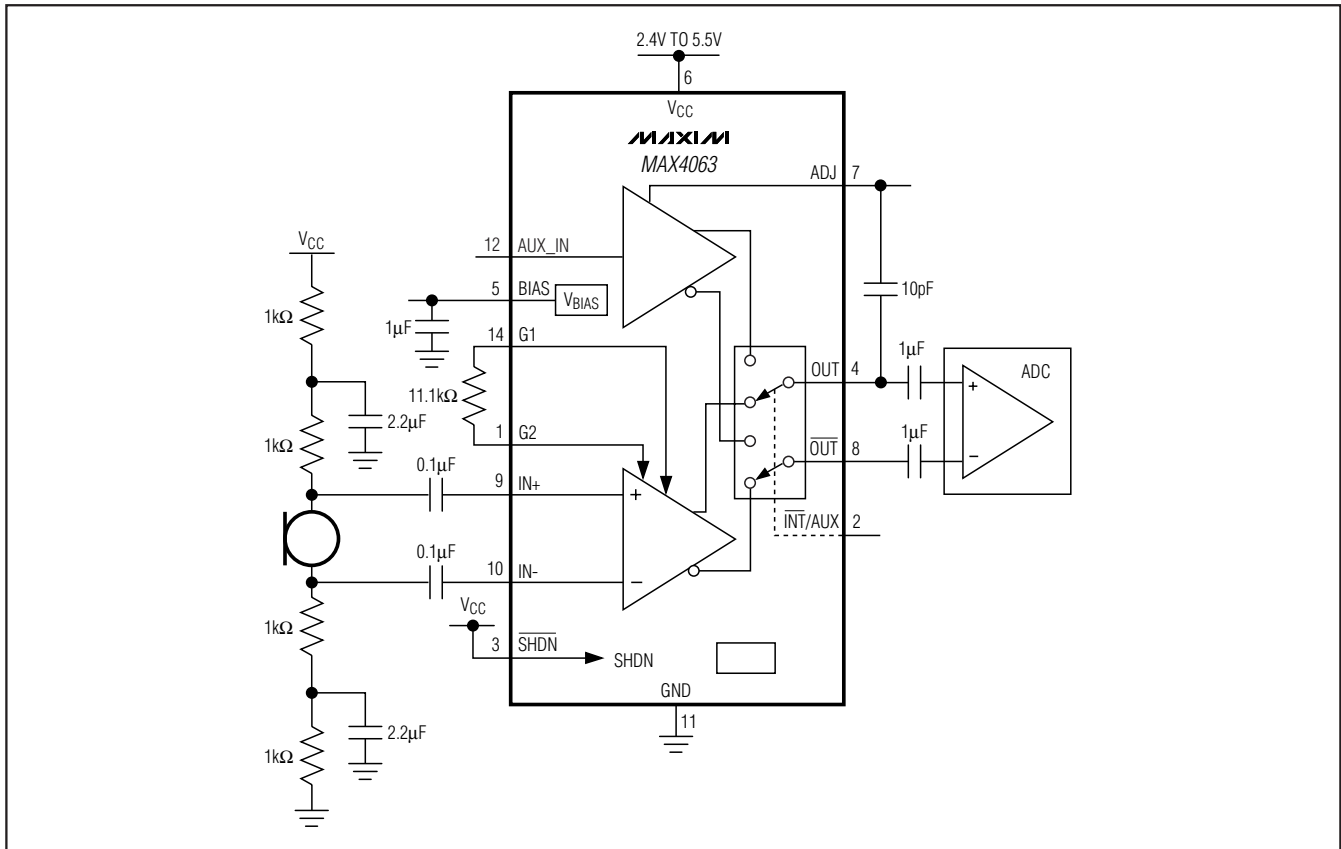 2.4V TO 5.5V
6
VCC
MAXIM
MAX4063
ADJ 7
VCC
12 AUX_IN
5 BIAS
VBIAS
1kΩ
1µF
10pF
14 G1
11.1kΩ
1µF
ADC
OUT 4
+
2.2µF
1kΩ
1 G2
1µF
OUT 8
−
0.1µF
9 IN+
+
INT/AUX 2
0.1µF
10 IN-
−
VCC
1kΩ
3 SHDN
SHDN
GND
11
2.2µF
1kΩ